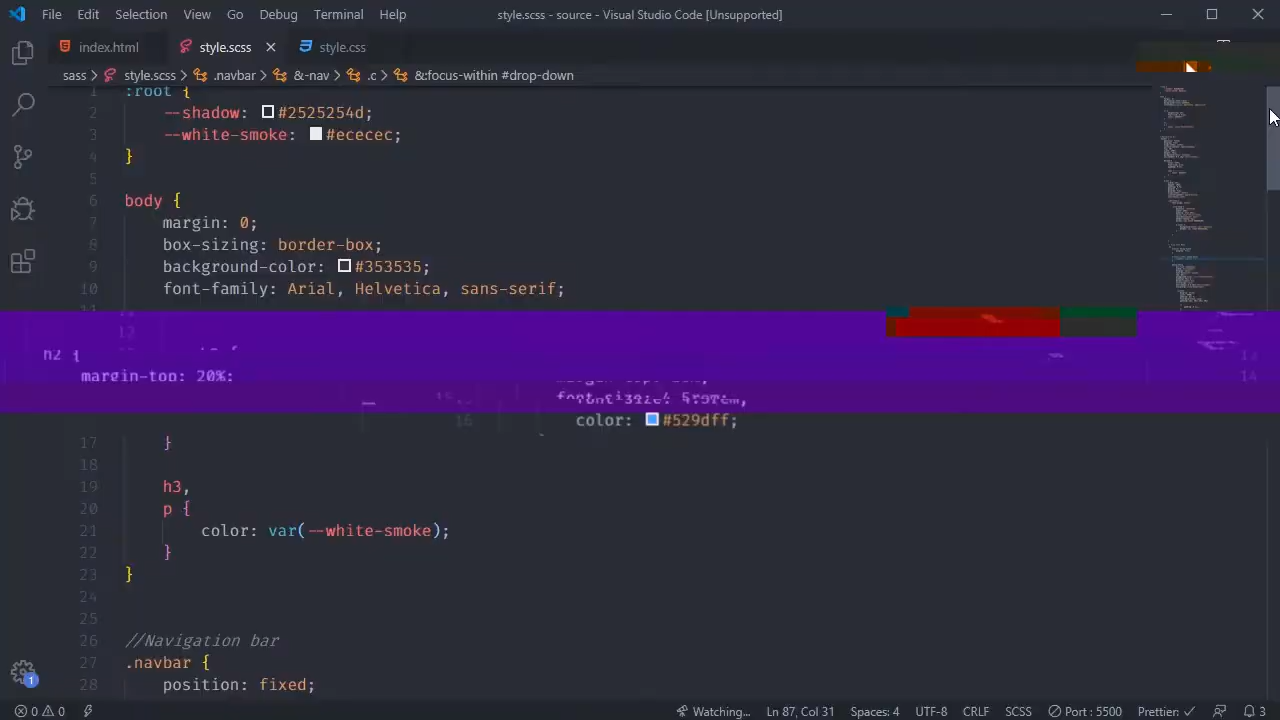 File Edit Selection View Go Debug Terminal Help style.scss - source - Visual Studio Code [Unsupported]
index.html style.scss style.css
sass > style.scss > .navbar > &-nav > .c > &:focus-within #drop-down
1 :root {
2 --shadow: #2525254d;
3 --white-smoke: #ececec;
4 }
5
6 body {
7 margin: 0;
8 box-sizing: border-box;
9 background-color: #353535;
10 font-family: Arial, Helvetica, sans-serif;
12
h2 {
margin-top: 20%; 14
16 color: #529dff;
17 }
18
19 h3,
20 p {
21 color: var(--white-smoke);
22 }
23 }
24
25
26 //Navigation bar
27 .navbar {
28 position: fixed;
1
0 0 Watching... Ln 87, Col 31 Spaces: 4 UTF-8 CRLF SCSS Port : 5500 Prettier: ✓ 3